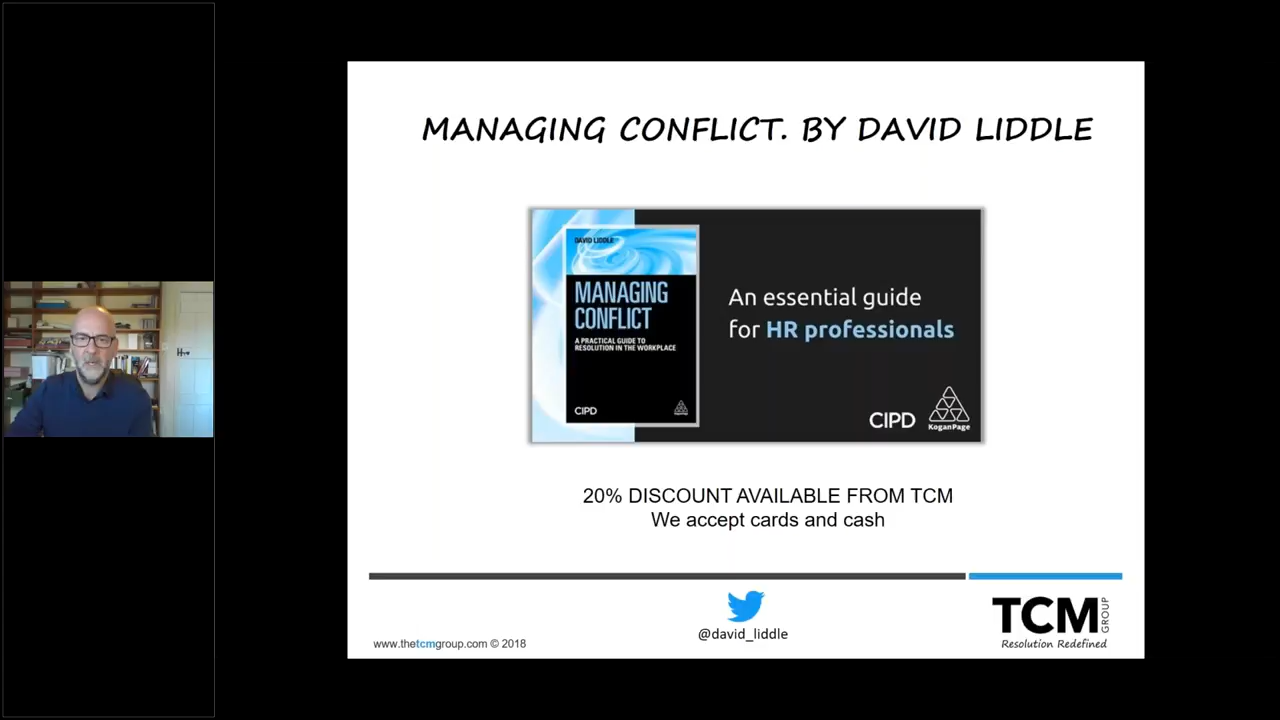 MANAGING CONFLICT. BY DAVID LIDDLE
DAVID LIDDLE
MANAGING
CONFLICT
A PRACTICAL GUIDE TO
RESOLUTION IN THE WORKPLACE
CIPD
KoganPage
An essential guide
for HR professionals
CIPD
KoganPage
20% DISCOUNT AVAILABLE FROM TCM
We accept cards and cash
www.thetcmgroup.com © 2018
@david_liddle
TCM GROUP
Resolution Redefined